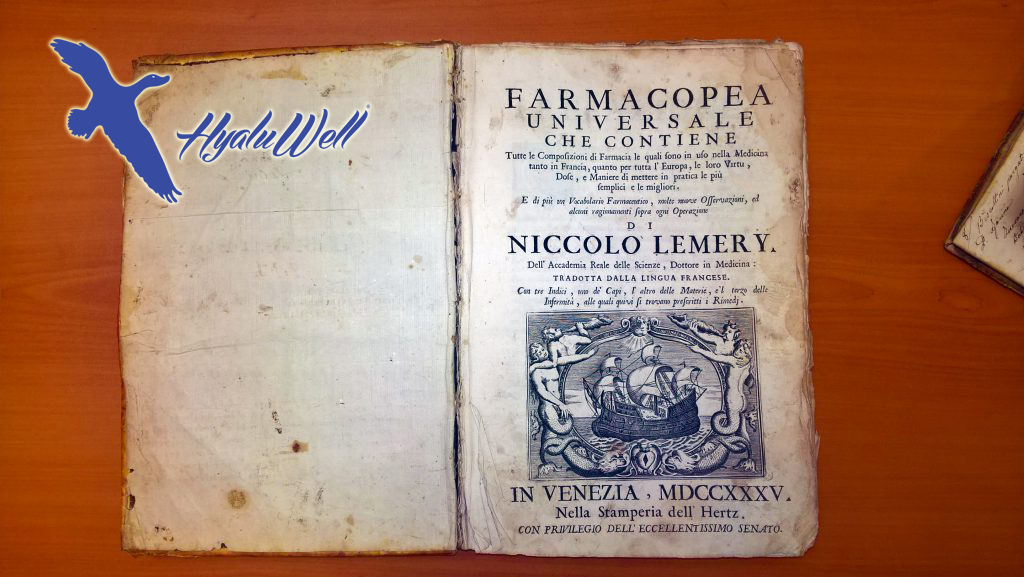 HyaluWell®
FARMACOPEA
UNIVERSALE
CHE CONTIENE
Tutte le Composizioni di Farmacia le quali sono in uso nella Medicina
tanto in Francia, quanto per tutta l' Europa, le loro Virtu,
Dose, e Maniere di mettere in pratica le più
semplici e le migliori.
E di più un Vocabolario Farmaceutico, molte nuove Osservazioni, ed
alcuni ragionamenti sopra ogni Operazione
DI
NICCOLO' LEMERY.
Dell' Accademia Reale delle Scienze, Dottore in Medicina:
TRADOTTA DALLA LINGUA FRANCESE.
Con tre Indici, uno de' Capi, l' altro delle Materie, e'l terzo delle
Infermità, alle quali quivi si trovano prescritti i Rimedj.
IN VENEZIA, MDCCXXXV.
Nella Stamperia dell' Hertz.
CON PRIVILEGIO DELL' ECCELLENTISSIMO SENATO.